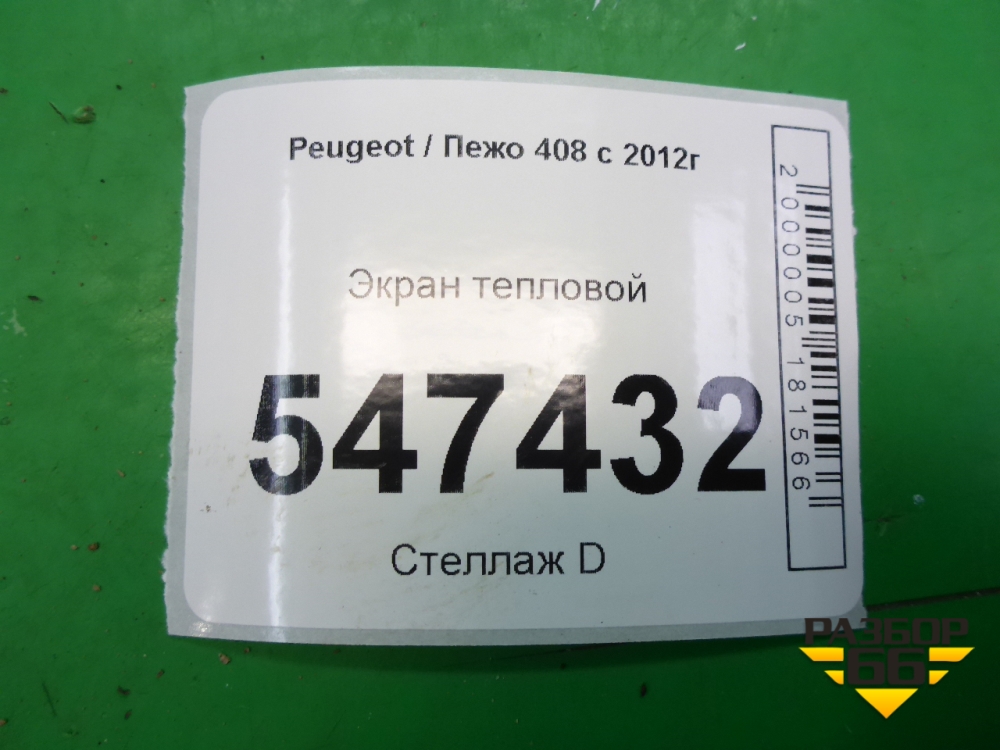 Peugeot / Пежо 408 с 2012г
Экран тепловой
547432
Стеллаж D
2000005181566
РАЗБОР
66